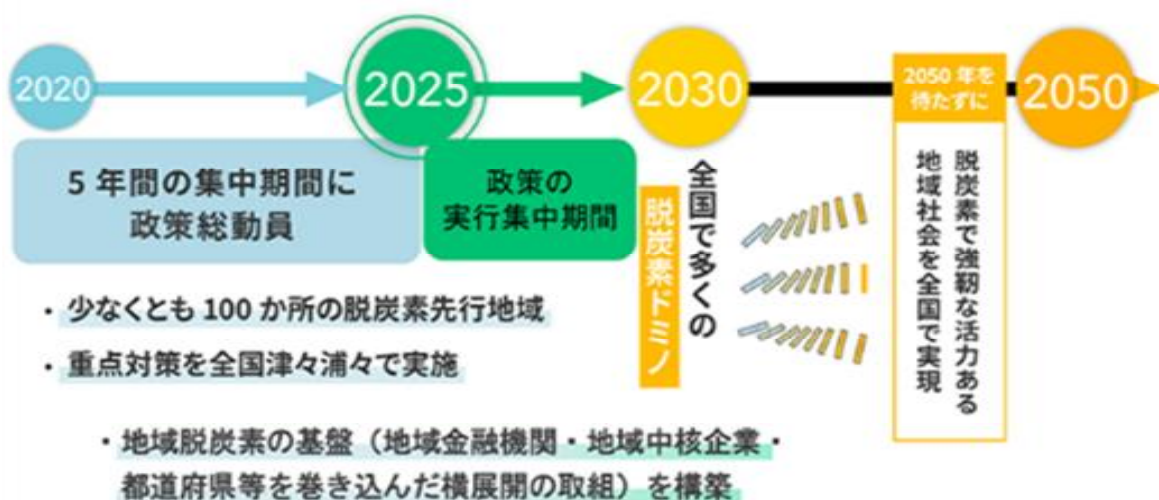 2020
2025
2030
2050
2050 年を
待たずに
5 年間の集中期間に
政策総動員
政策の
実行集中期間
全国で多くの
脱炭素ドミノ
脱炭素で強靭な活力ある
地域社会を全国で実現
・少なくとも 100 か所の脱炭素先行地域
・重点対策を全国津々浦々で実施
・地域脱炭素の基盤（地域金融機関・地域中核企業・
都道府県等を巻き込んだ横展開の取組）を構築